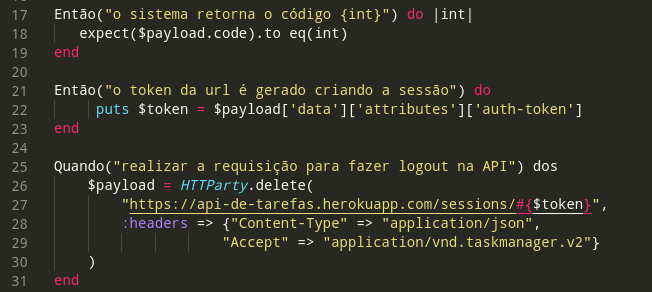 17 Então("o sistema retorna o código {int}") do |int|
18 expect($payload.code).to eq(int)
19 end
20
21 Então("o token da url é gerado criando a sessão") do
22 puts $token = $payload['data']['attributes']['auth-token']
23 end
24
25 Quando("realizar a requisição para fazer logout na API") dos
26 $payload = HTTParty.delete(
27 "https://api-de-tarefas.herokuapp.com/sessions/#{$token}",
28 :headers => {"Content-Type" => "application/json",
29 "Accept" => "application/vnd.taskmanager.v2"}
30 )
31 end